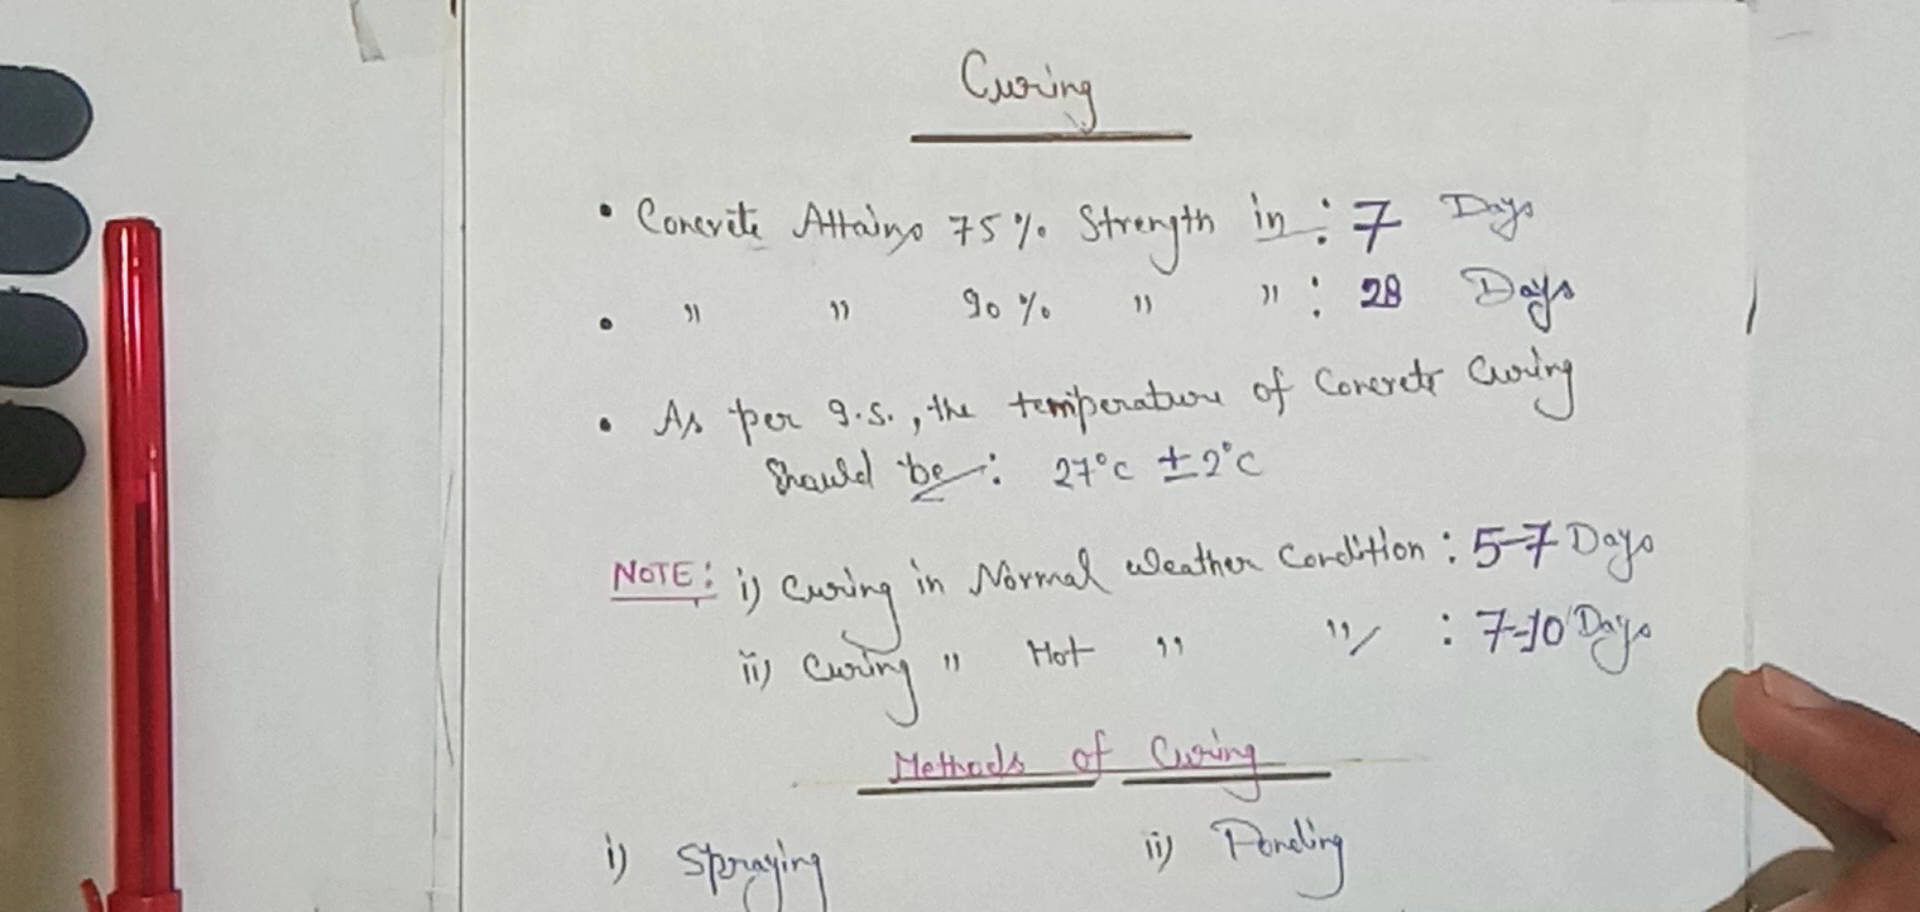 Curing
• Concrete Attains 75% Strength in : 7 Days
• " " 90% " " : 28 Days
• As per I.S., the temperature of Concrete Curing
Should be : 27°c ±2°c
NOTE: i) Curing in Normal Weather Condition : 5-7 Days
ii) Curing " Hot " " : 7-10 Days
Methods of Curing
i) Spraying ii) Ponding